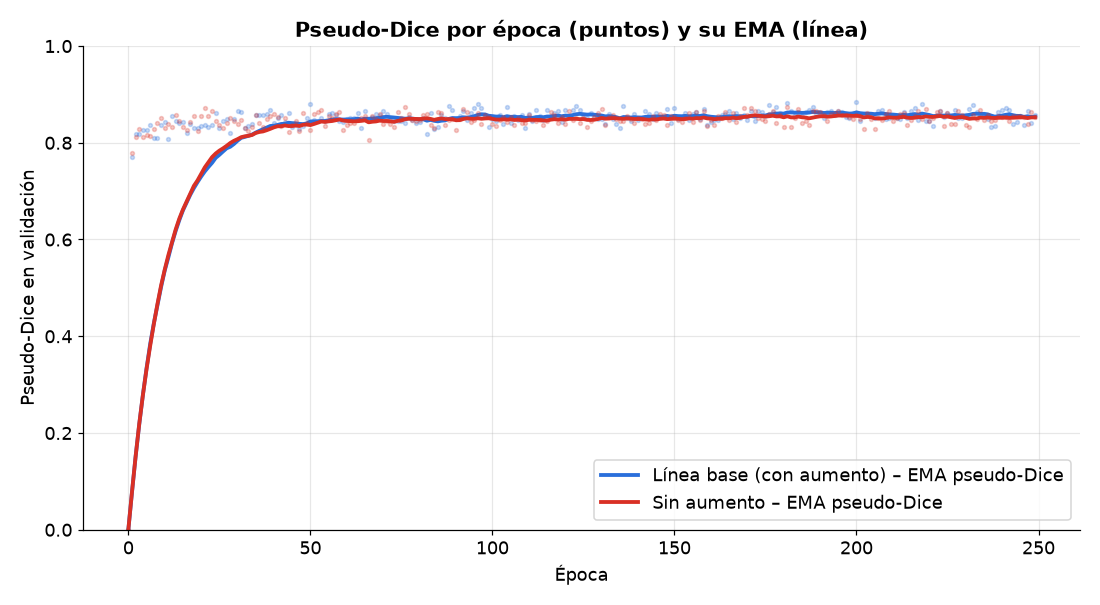 Pseudo-Dice por época (puntos) y su EMA (línea)
Pseudo-Dice en validación
1.0
0.8
0.6
0.4
0.2
0.0
0 50 100 150 200 250
Época
Línea base (con aumento) – EMA pseudo-Dice
Sin aumento – EMA pseudo-Dice